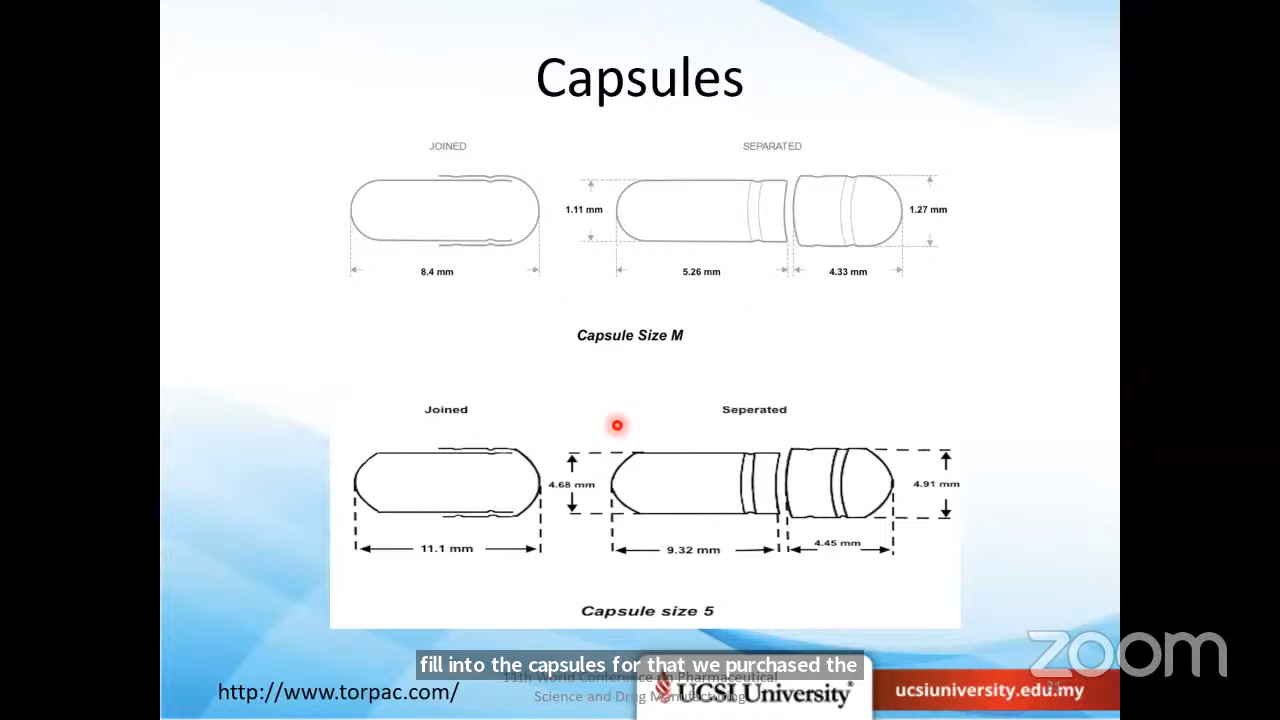 Capsules
JOINED
SEPARATED
1.11 mm
1.27 mm
8.4 mm
5.26 mm
4.33 mm
Capsule Size M
Joined
Seperated
4.68 mm
4.91 mm
11.1 mm
9.32 mm
4.45 mm
Capsule size 5
zoom
fill into the capsules for that we purchased the
11th World Conference on Pharmaceutical
Science and Drug Manufacturing
http://www.torpac.com/
UCSI University
ucsiuniversity.edu.my